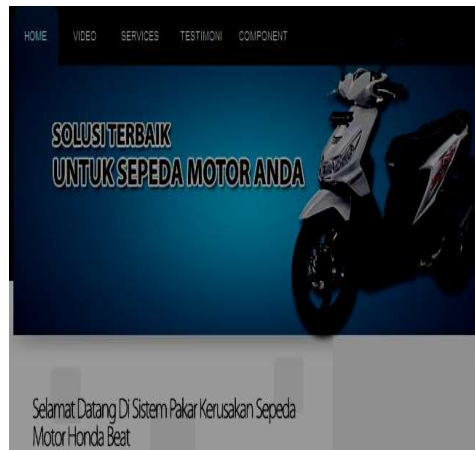 HOME VIDEO SERVICES TESTIMONI COMPONENT
SOLUSI TERBAIK
UNTUK SEPEDA MOTOR ANDA
Selamat Datang Di Sistem Pakar Kerusakan Sepeda
Motor Honda Beat